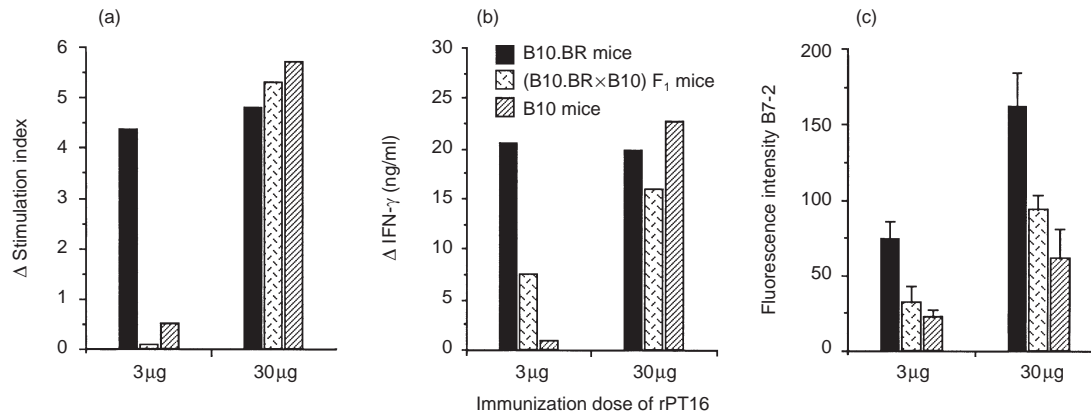 (a)
Δ Stimulation index
6
5
4
3
2
1
0
3μg
30μg
(b)
Δ IFN-γ (ng/ml)
30
25
20
15
10
5
0
B10.BR mice
(B10.BR×B10) F₁ mice
B10 mice
3μg
30μg
Immunization dose of rPT16
(c)
Fluorescence intensity B7-2
200
150
100
50
0
3μg
30μg